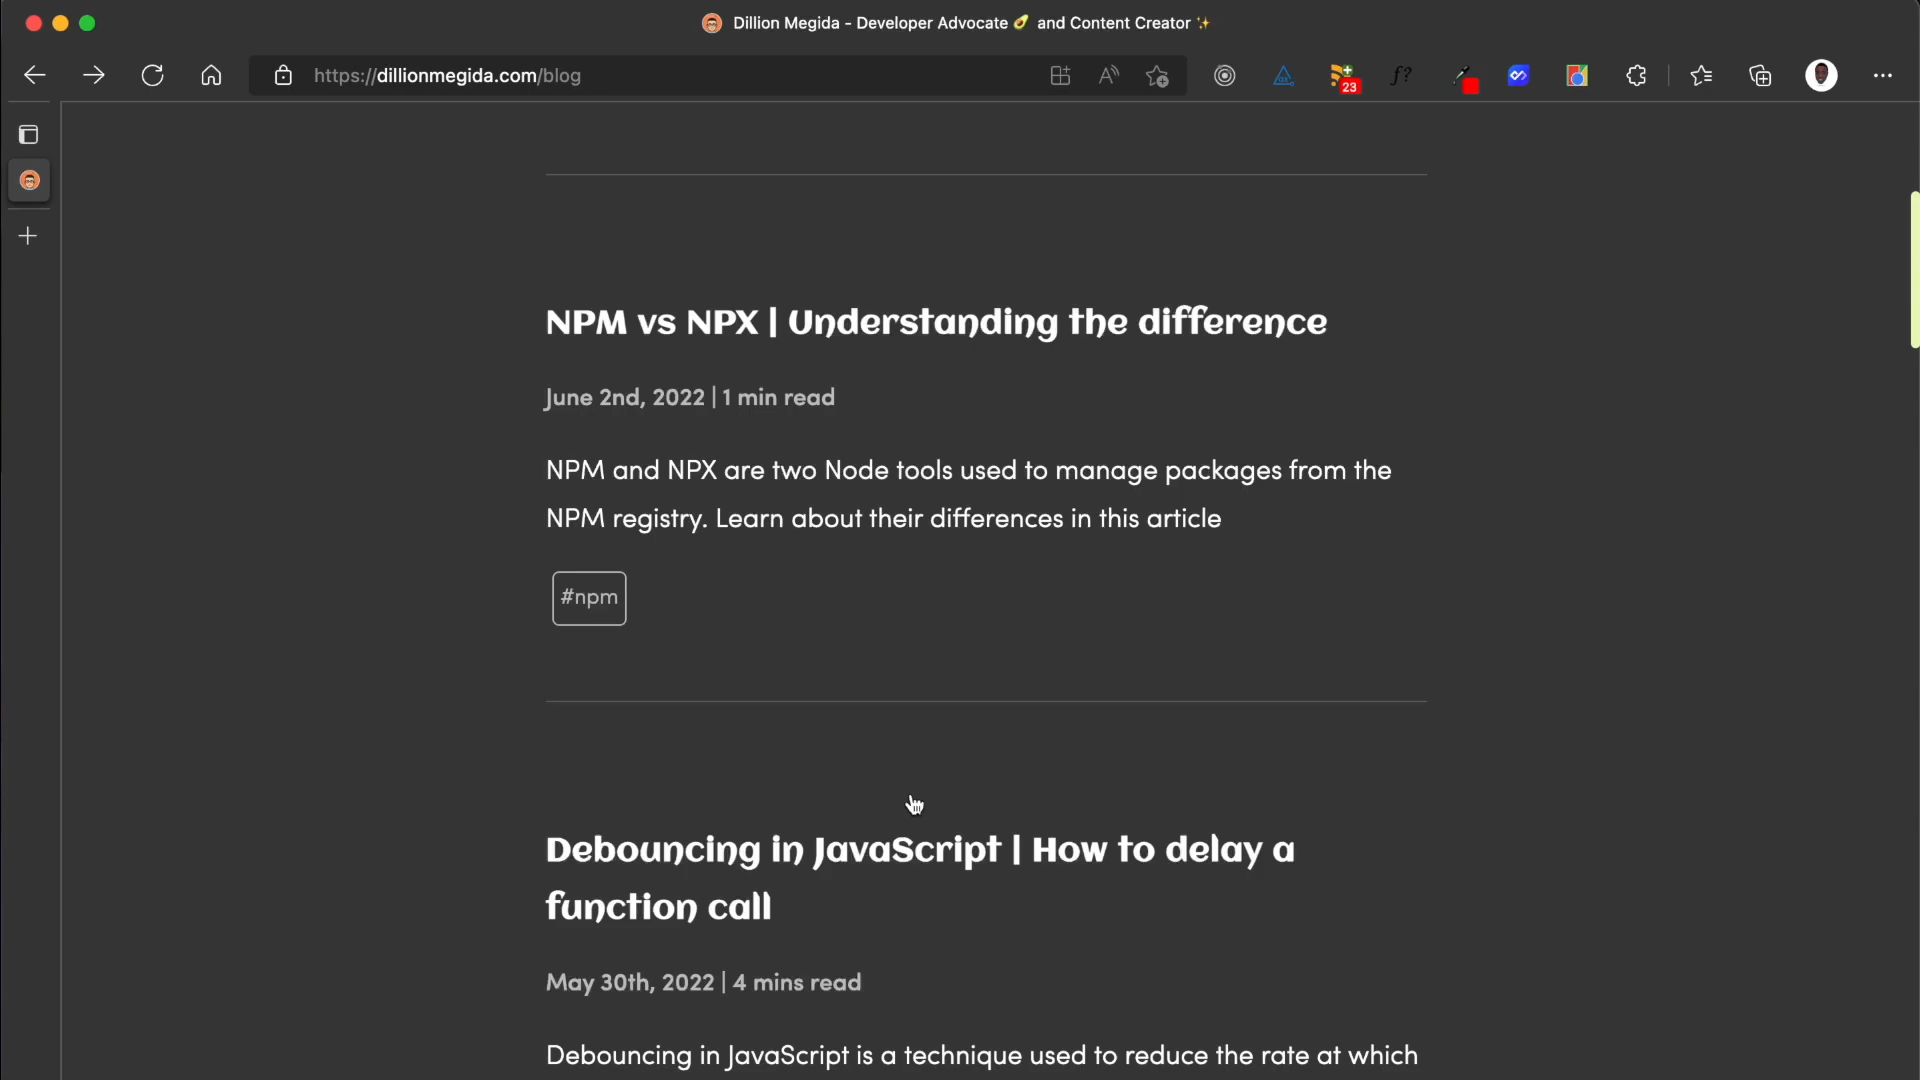 Dillion Megida - Developer Advocate 🥑 and Content Creator ✨
https://dillionmegida.com/blog
A
23
f?
NPM vs NPX | Understanding the difference
June 2nd, 2022 | 1 min read
NPM and NPX are two Node tools used to manage packages from the
NPM registry. Learn about their differences in this article
#npm
Debouncing in JavaScript | How to delay a
function call
May 30th, 2022 | 4 mins read
Debouncing in JavaScript is a technique used to reduce the rate at which